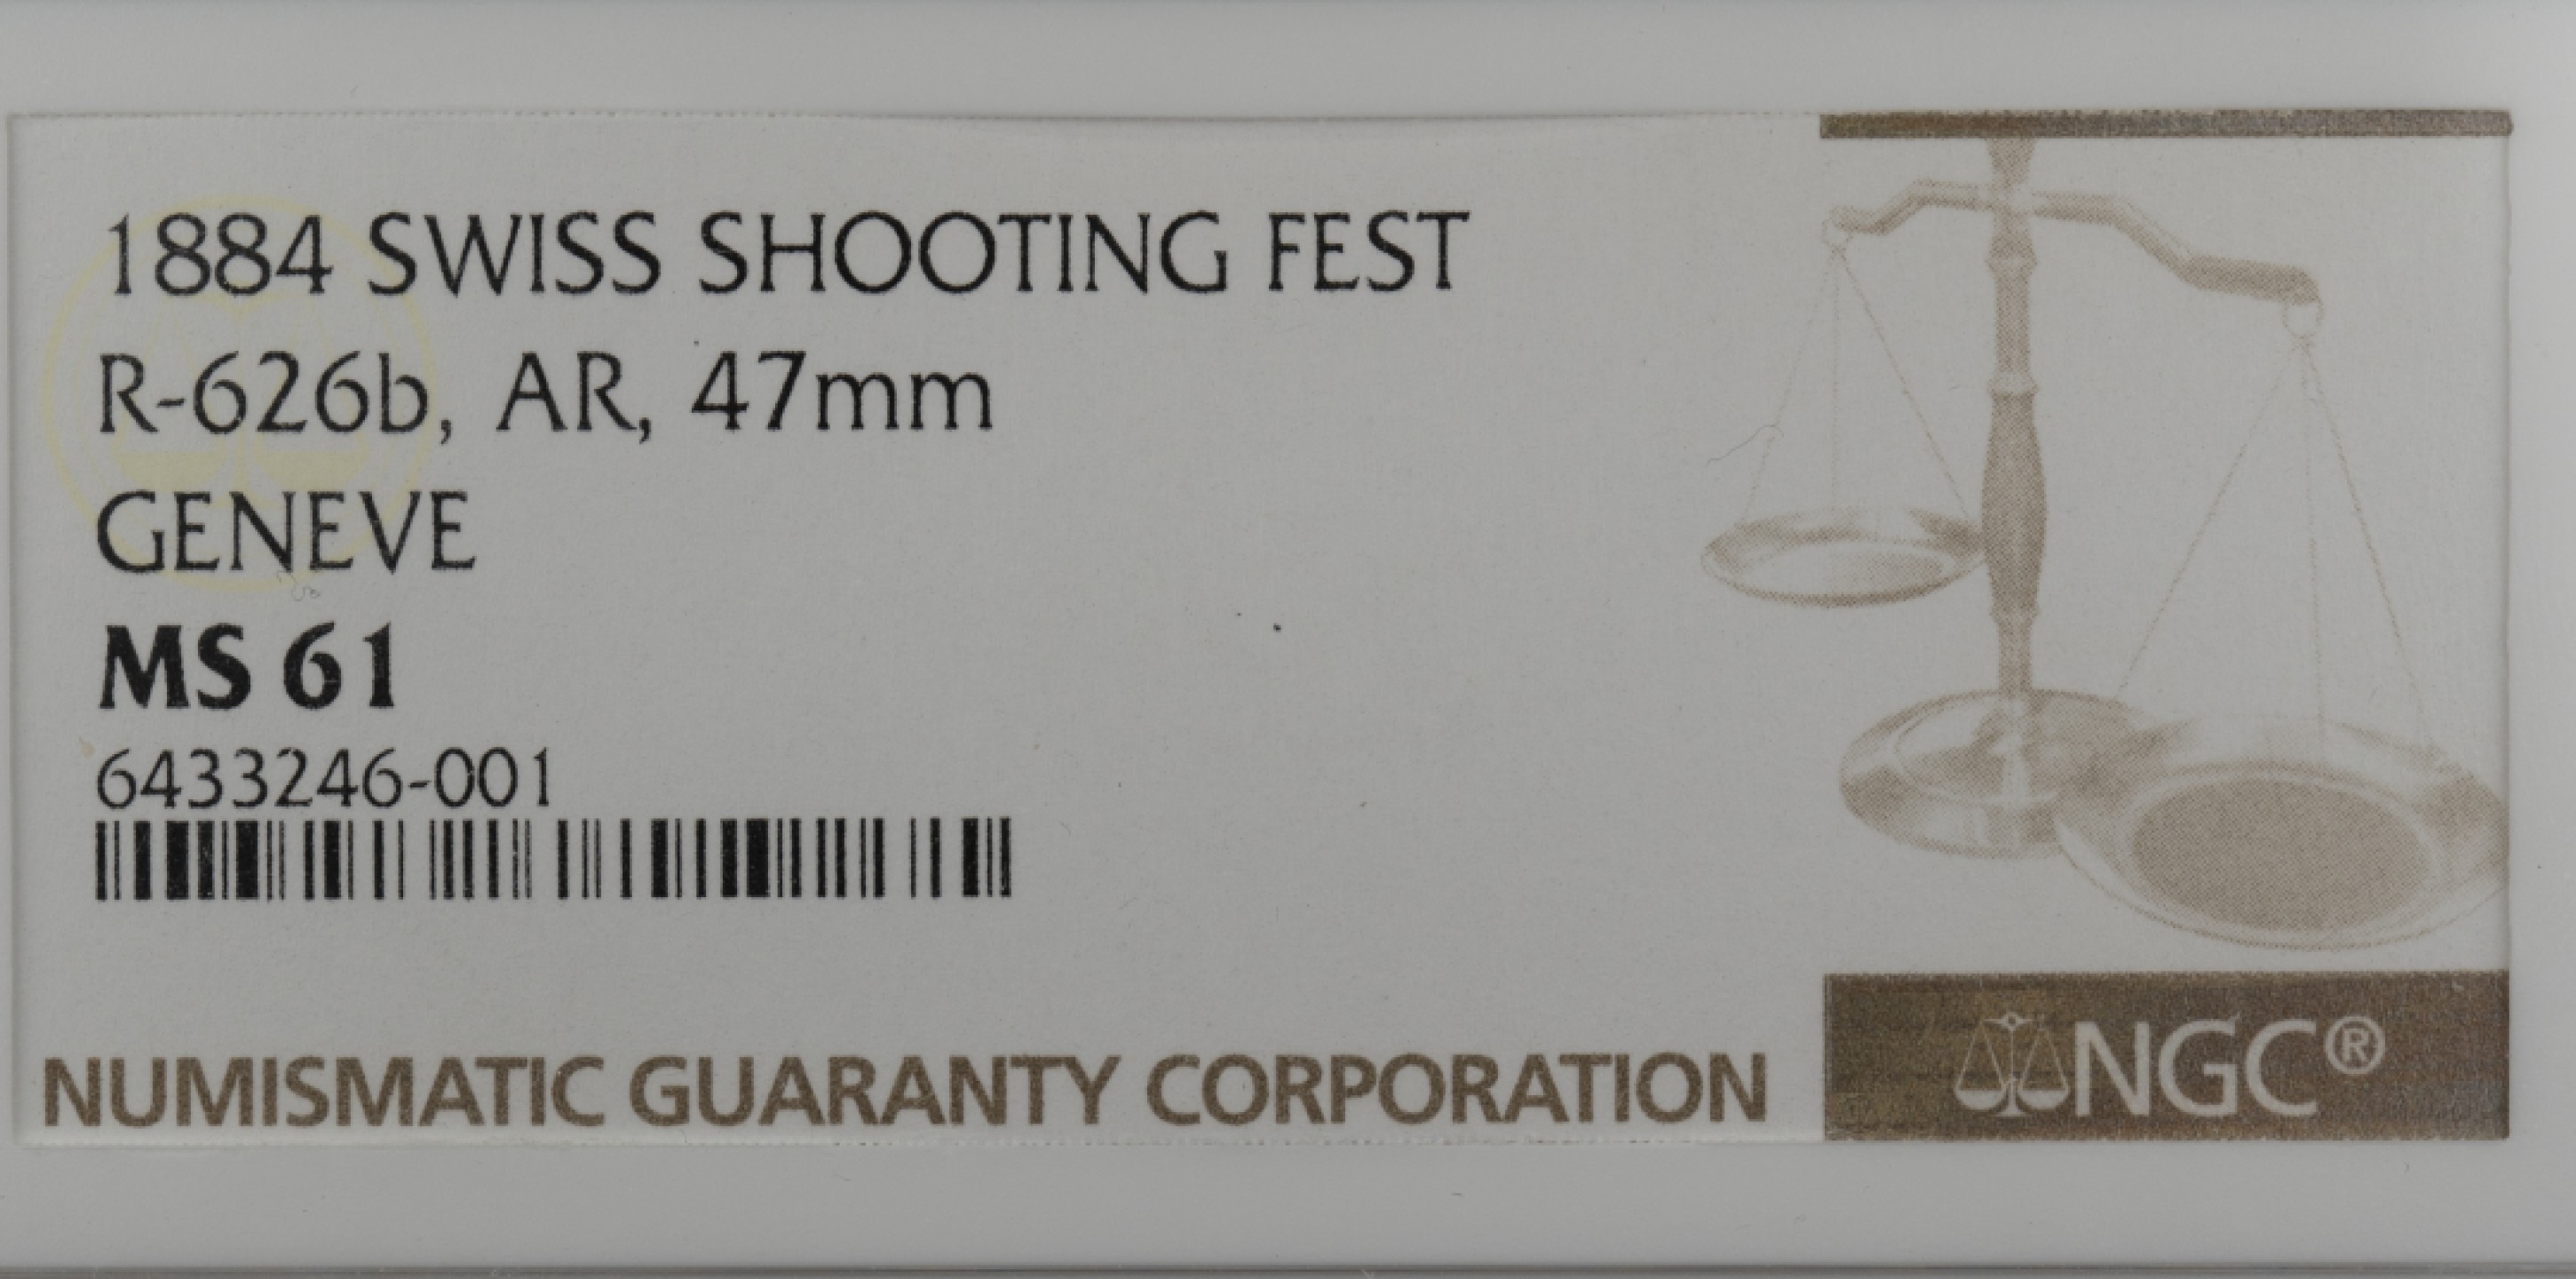 1884 SWISS SHOOTING FEST
R-626b, AR, 47mm
GENEVE
MS 61
6433246-001
NUMISMATIC GUARANTY CORPORATION
NGC®